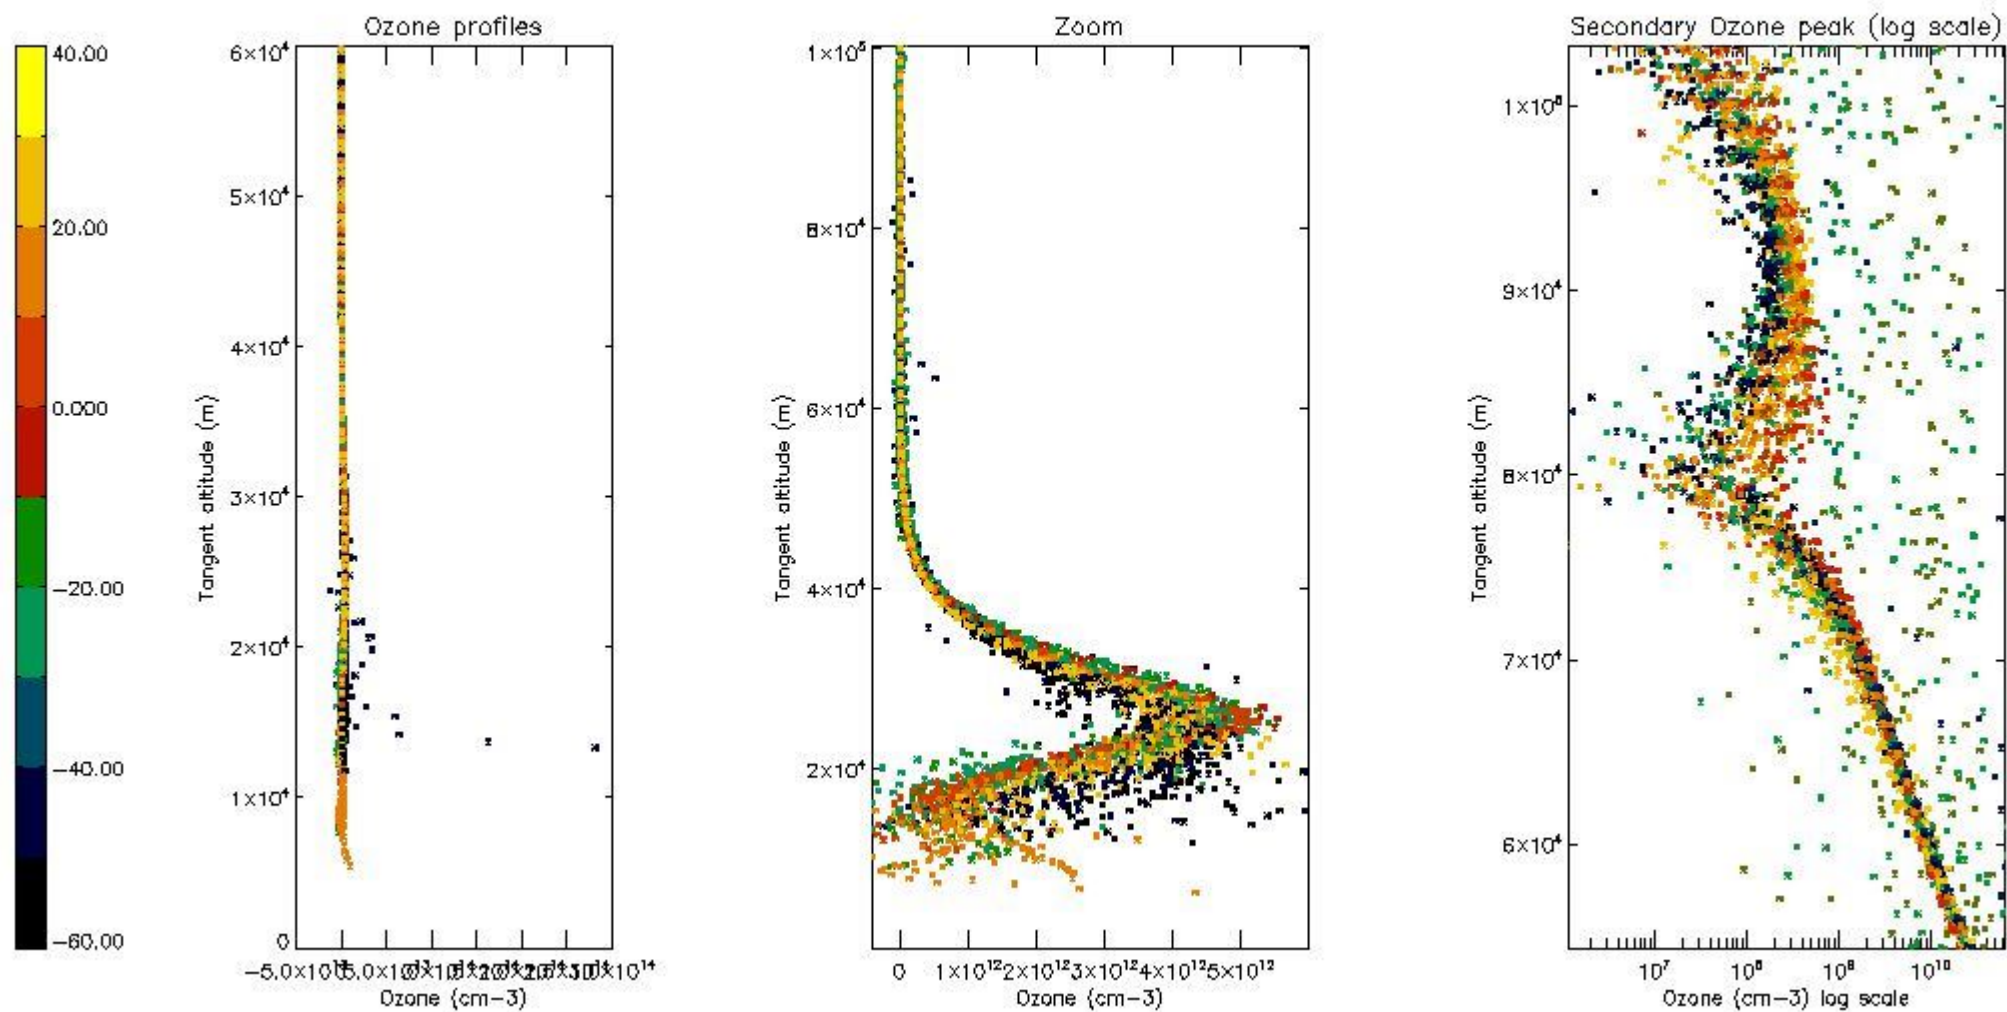 Ozone profiles
Zoom
Secondary Ozone peak (log scale)
40.00
20.00
0.000
−20.00
−40.00
−60.00
6×10⁴
5×10⁴
4×10⁴
3×10⁴
2×10⁴
1×10⁴
0
Tangent altitude (m)
Ozone (cm−3)
1×10⁵
8×10⁴
6×10⁴
4×10⁴
2×10⁴
Tangent altitude (m)
0 1×10¹² 2×10¹² 3×10¹² 4×10¹² 5×10¹²
Ozone (cm−3)
9×10⁴
8×10⁴
7×10⁴
6×10⁴
Tangent altitude (m)
10⁷ 10⁸ 10⁹ 10¹⁰
Ozone (cm−3) log scale